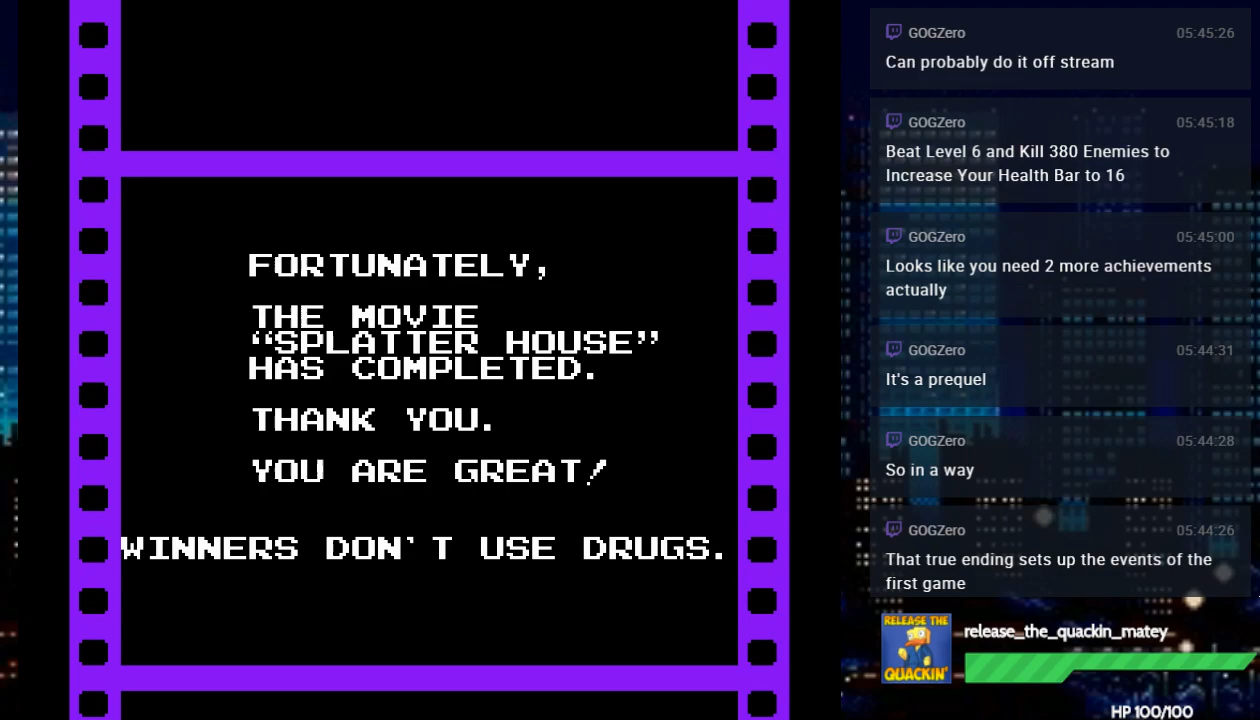 FORTUNATELY,
THE MOVIE
“SPLATTER HOUSE”
HAS COMPLETED.
THANK YOU.
YOU ARE GREAT!
WINNERS DON'T USE DRUGS.
GOGZero 05:45:26
Can probably do it off stream
GOGZero 05:45:18
Beat Level 6 and Kill 380 Enemies to
Increase Your Health Bar to 16
GOGZero 05:45:00
Looks like you need 2 more achievements
actually
GOGZero 05:44:31
It's a prequel
GOGZero 05:44:28
So in a way
GOGZero 05:44:26
That true ending sets up the events of the
first game
RELEASE THE
QUACKIN'
release_the_quackin_matey
HP 100/100